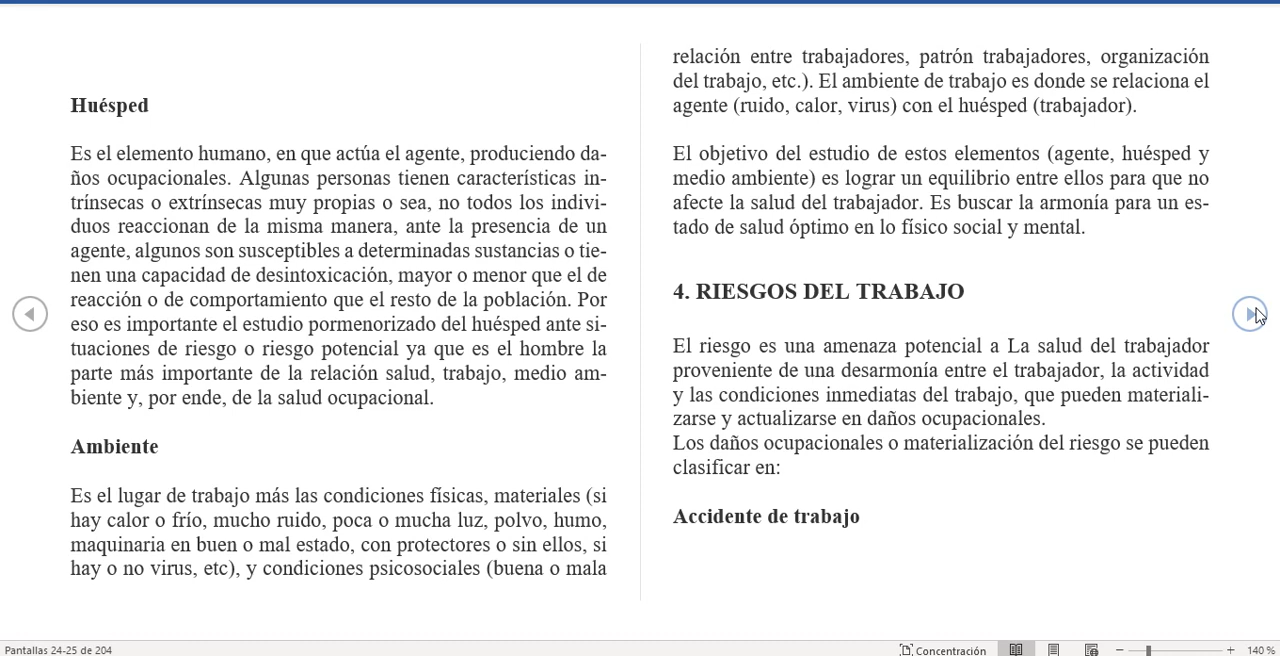 Huésped
Es el elemento humano, en que actúa el agente, produciendo da-
ños ocupacionales. Algunas personas tienen características in-
trínsecas o extrínsecas muy propias o sea, no todos los indivi-
duos reaccionan de la misma manera, ante la presencia de un
agente, algunos son susceptibles a determinadas sustancias o tie-
nen una capacidad de desintoxicación, mayor o menor que el de
reacción o de comportamiento que el resto de la población. Por
eso es importante el estudio pormenorizado del huésped ante si-
tuaciones de riesgo o riesgo potencial ya que es el hombre la
parte más importante de la relación salud, trabajo, medio am-
biente y, por ende, de la salud ocupacional.
Ambiente
Es el lugar de trabajo más las condiciones físicas, materiales (si
hay calor o frío, mucho ruido, poca o mucha luz, polvo, humo,
maquinaria en buen o mal estado, con protectores o sin ellos, si
hay o no virus, etc), y condiciones psicosociales (buena o mala
relación entre trabajadores, patrón trabajadores, organización
del trabajo, etc.). El ambiente de trabajo es donde se relaciona el
agente (ruido, calor, virus) con el huésped (trabajador).
El objetivo del estudio de estos elementos (agente, huésped y
medio ambiente) es lograr un equilibrio entre ellos para que no
afecte la salud del trabajador. Es buscar la armonía para un es-
tado de salud óptimo en lo físico social y mental.
4. RIESGOS DEL TRABAJO
El riesgo es una amenaza potencial a La salud del trabajador
proveniente de una desarmonía entre el trabajador, la actividad
y las condiciones inmediatas del trabajo, que pueden materiali-
zarse y actualizarse en daños ocupacionales.
Los daños ocupacionales o materialización del riesgo se pueden
clasificar en:
Accidente de trabajo
Pantallas 24-25 de 204
Concentración
140 %